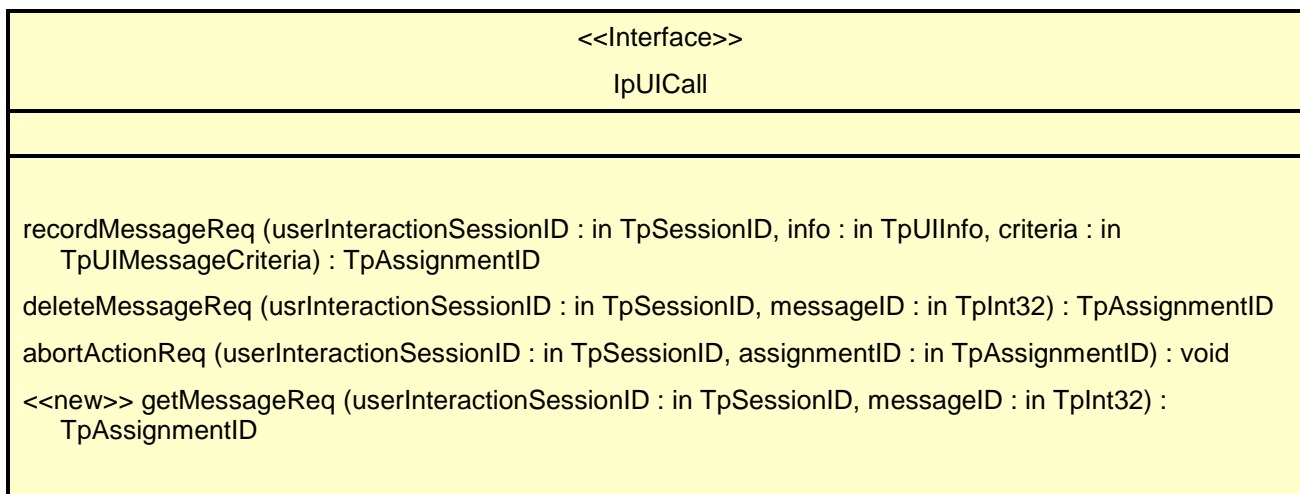 <<Interface>>
IpUICall
recordMessageReq (userInteractionSessionID : in TpSessionID, info : in TpUIInfo, criteria : in
TpUIMessageCriteria) : TpAssignmentID
deleteMessageReq (usrInteractionSessionID : in TpSessionID, messageID : in TpInt32) : TpAssignmentID
abortActionReq (userInteractionSessionID : in TpSessionID, assignmentID : in TpAssignmentID) : void
<<new>> getMessageReq (userInteractionSessionID : in TpSessionID, messageID : in TpInt32) :
TpAssignmentID